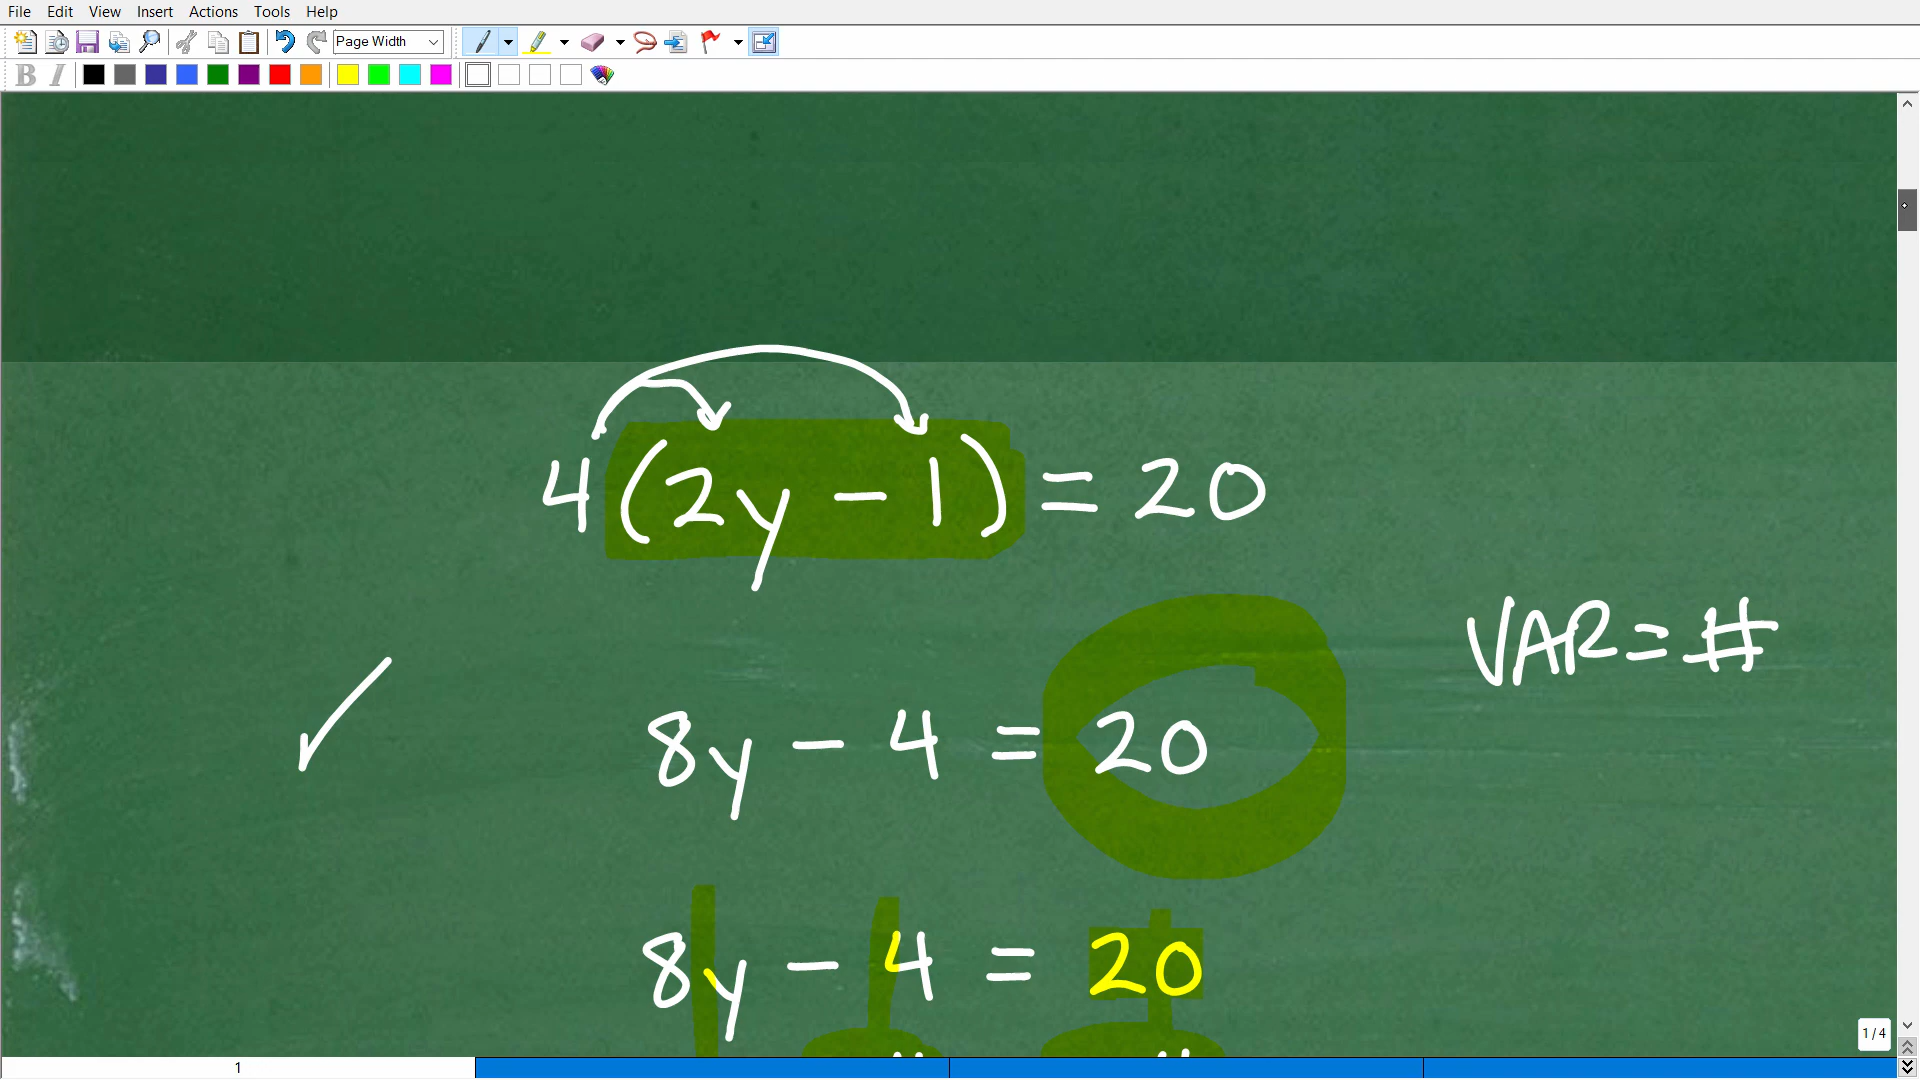 File Edit View Insert Actions Tools Help
Page Width
B I
4(2y - 1) = 20
VAR = #
8y - 4 = 20
8y - 4 = 20
1 / 4
1